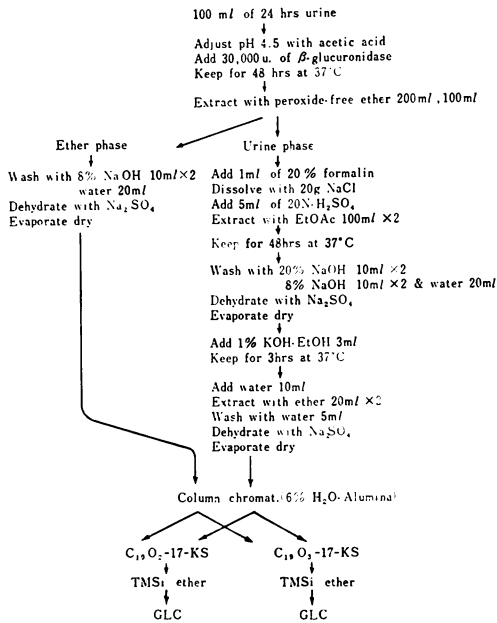 100 ml of 24 hrs urine
Adjust pH 4.5 with acetic acid
Add 30,000 u. of β-glucuronidase
Keep for 48 hrs at 37°C
Extract with peroxide-free ether 200ml, 100ml
Ether phase
Wash with 8% NaOH 10ml×2
water 20ml
Dehydrate with Na₂SO₄
Evaporate dry
Urine phase
Add 1ml of 20% formalin
Dissolve with 20g NaCl
Add 5ml of 20N-H₂SO₄
Extract with EtOAc 100ml ×2
Keep for 48hrs at 37°C
Wash with 20% NaOH 10ml ×2
8% NaOH 10ml ×2 & water 20ml
Dehydrate with Na₂SO₄
Evaporate dry
Add 1% KOH-EtOH 3ml
Keep for 3hrs at 37°C
Add water 10ml
Extract with ether 20ml ×2
Wash with water 5ml
Dehydrate with Na₂SO₄
Evaporate dry
Column chromat. (6% H₂O-Alumina)
C₁₉O₂-17-KS
C₁₉O₃-17-KS
TMSi ether
TMSi ether
GLC
GLC